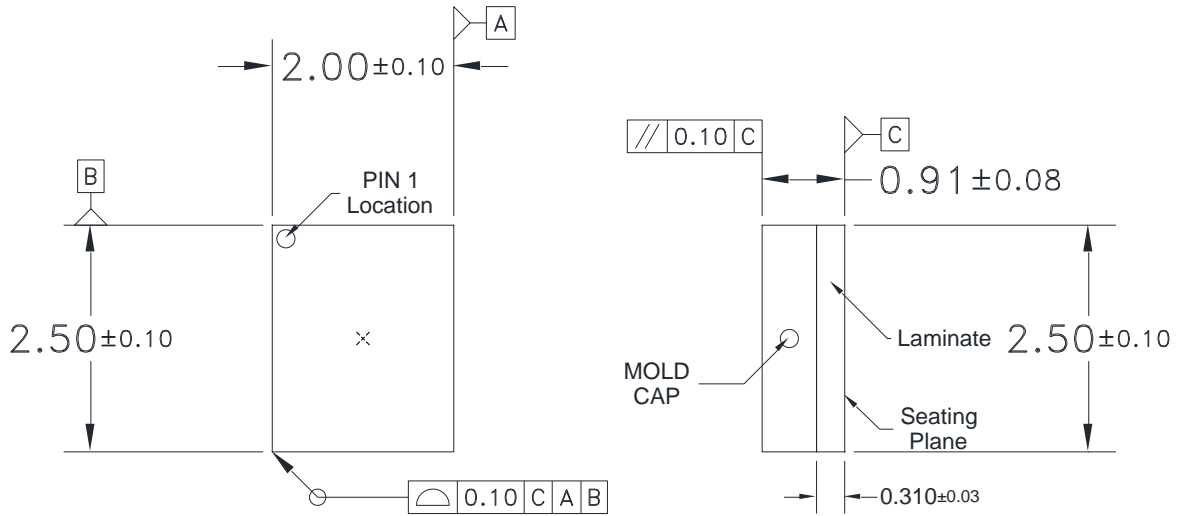 A
2.00±0.10
B
PIN 1
Location
2.50±0.10
0.10 C A B
// 0.10 C
C
0.91±0.08
Laminate
2.50±0.10
MOLD
CAP
Seating
Plane
0.310±0.03